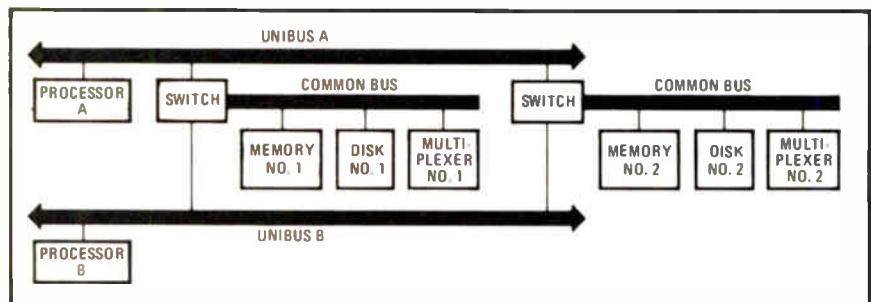 UNIBUS A
PROCESSOR
A
SWITCH
COMMON BUS
MEMORY
NO. 1
DISK
NO. 1
MULTI-
PLEXER
NO. 1
SWITCH
COMMON BUS
MEMORY
NO. 2
OISK
NO. 2
MULTI-
PLEXER
NO. 2
UNIBUS B
PROCESSOR
B